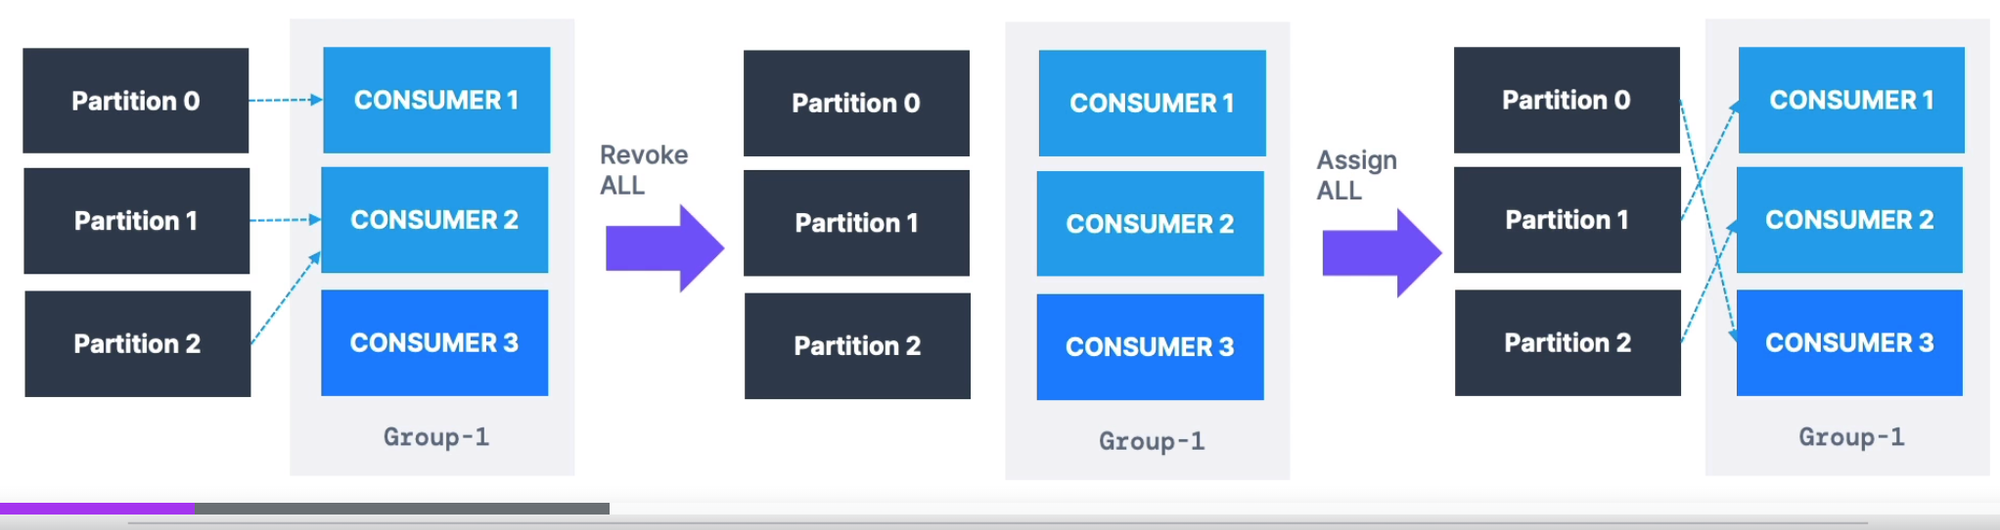 Partition 0
CONSUMER 1
Partition 1
CONSUMER 2
Partition 2
CONSUMER 3
Group-1
Revoke
ALL
Partition 0
CONSUMER 1
Partition 1
CONSUMER 2
Partition 2
CONSUMER 3
Group-1
Assign
ALL
Partition 0
CONSUMER 1
Partition 1
CONSUMER 2
Partition 2
CONSUMER 3
Group-1